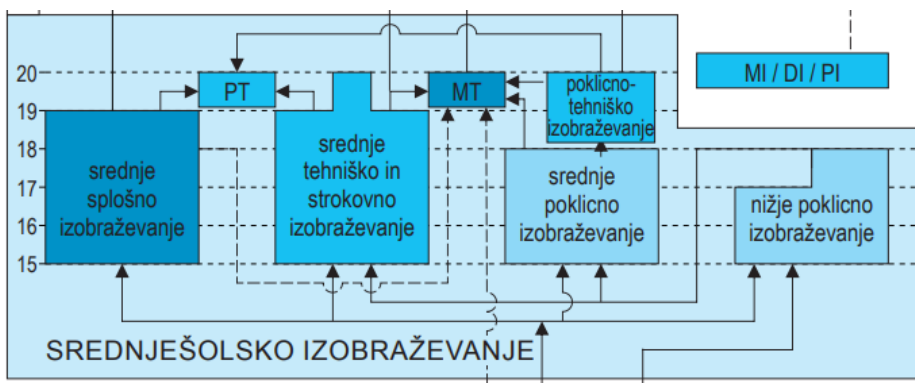 20
19
18
17
16
15
PT
MT
poklicno-
tehniško
izobraževanje
MI / DI / PI
srednje
splošno
izobraževanje
srednje
tehniško in
strokovno
izobraževanje
srednje
poklicno
izobraževanje
nižje poklicno
izobraževanje
SREDNJEŠOLSKO IZOBRAŽEVANJE